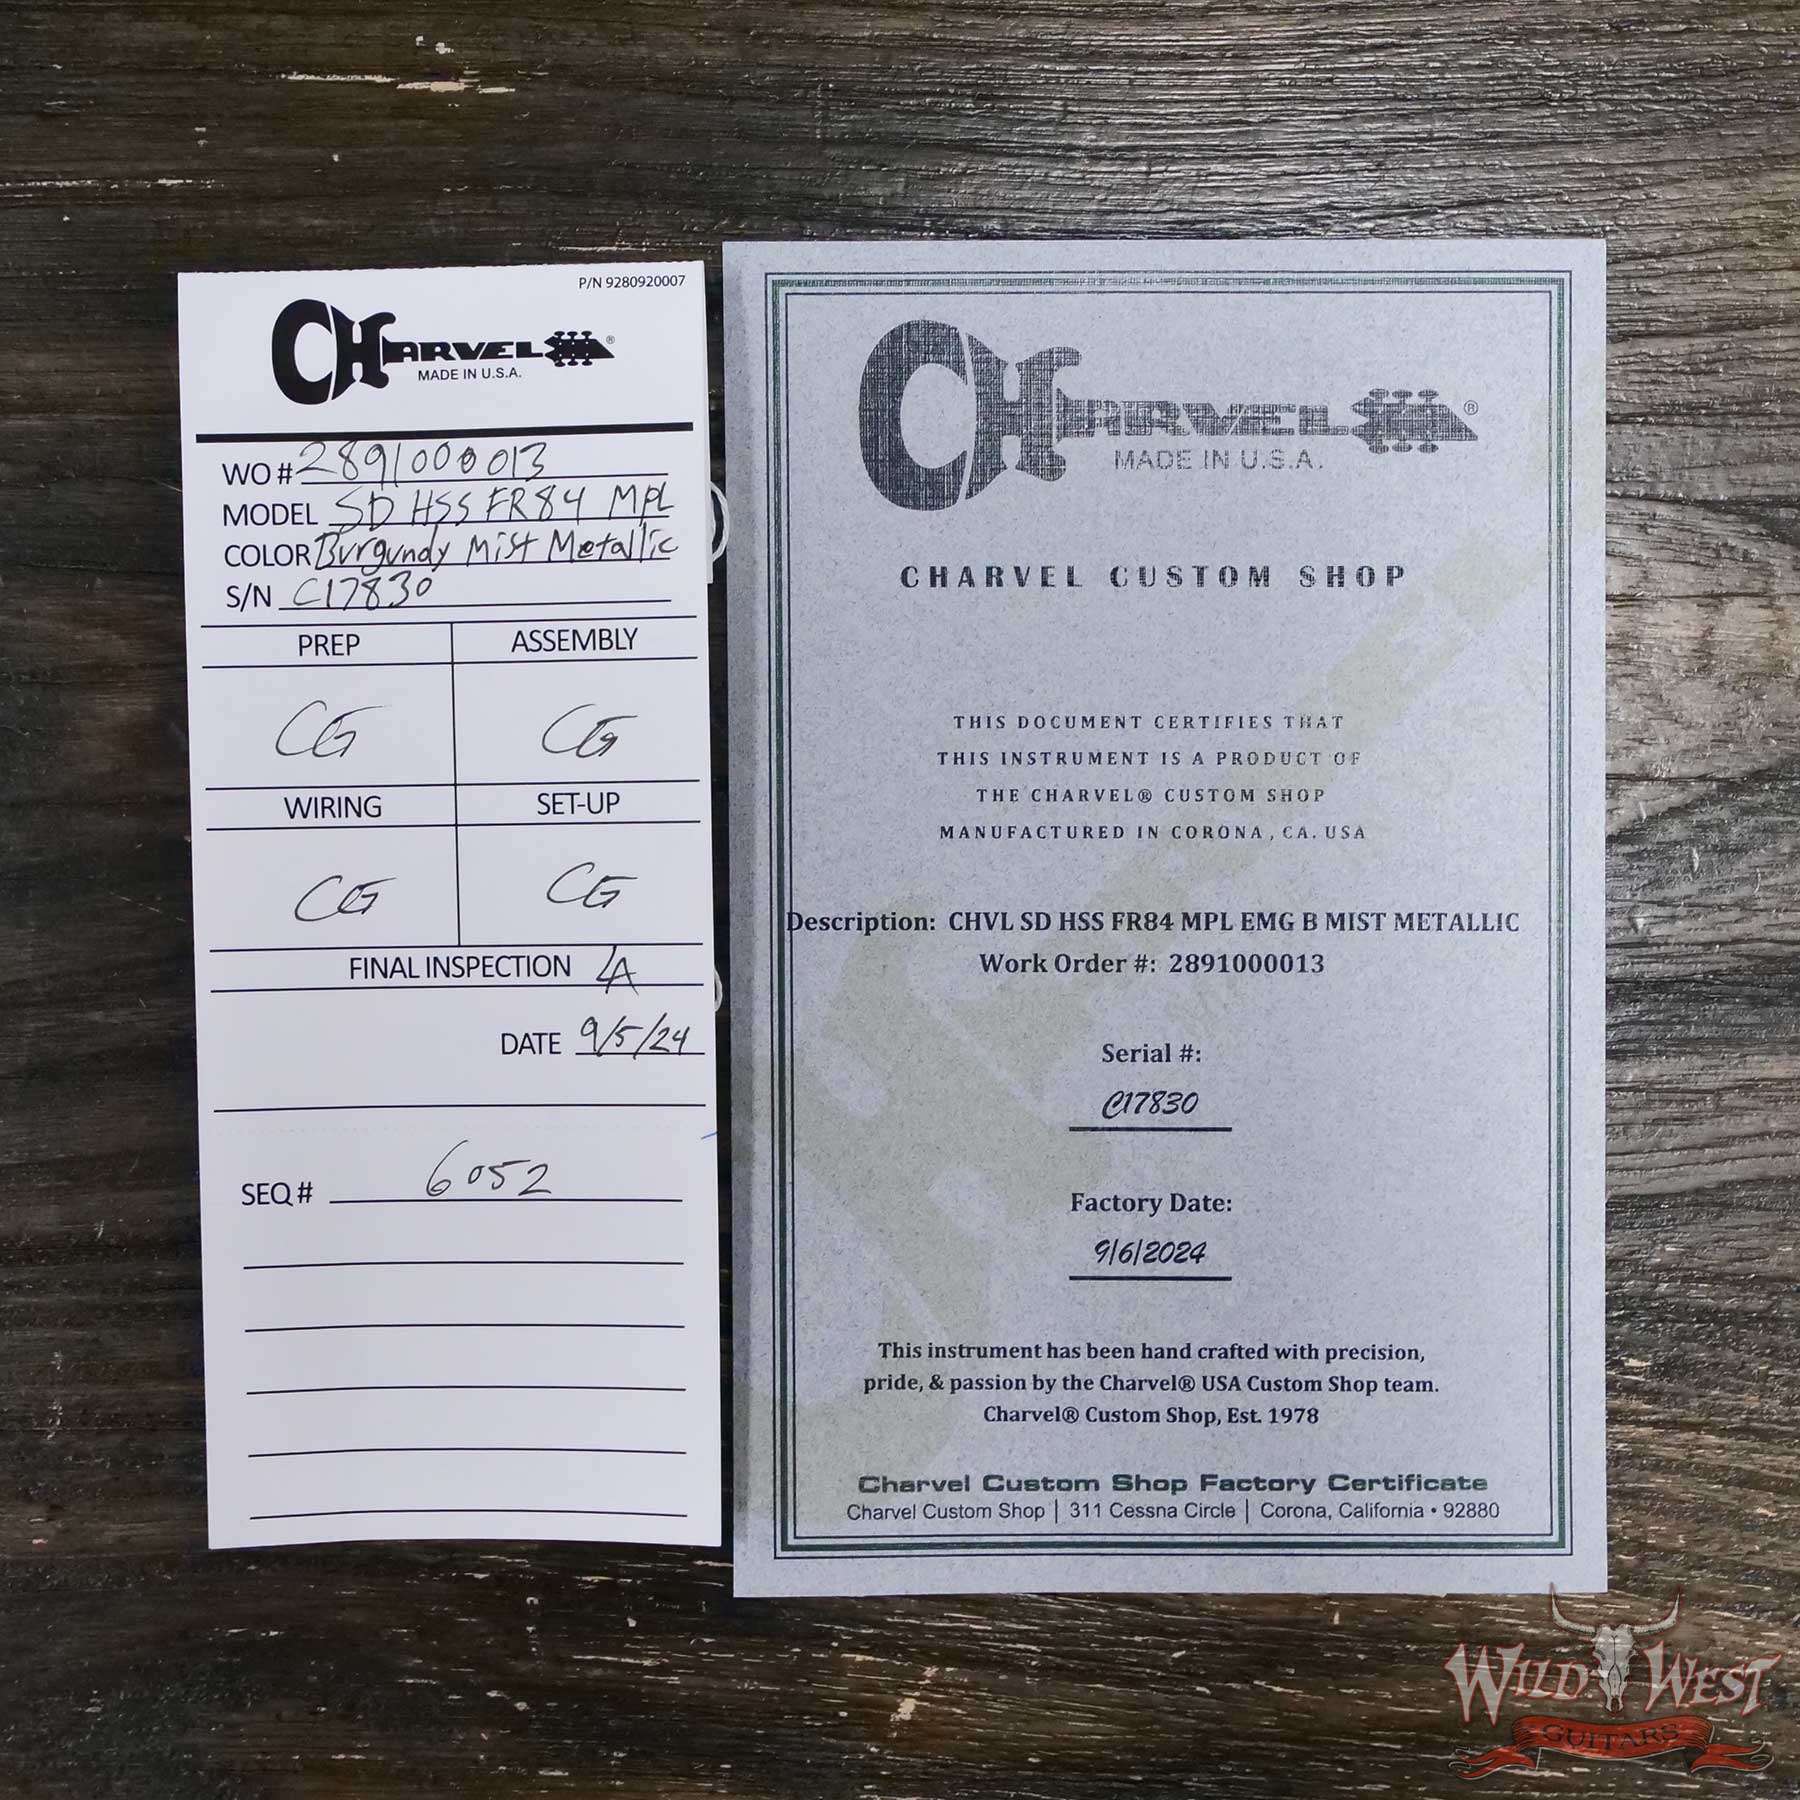 P/N 9280920007
CHARVEL®
MADE IN U.S.A.
WO # 2891000013
MODEL SD HSS FR84 MPL
COLOR Burgundy Mist Metallic
S/N C17830
PREP ASSEMBLY
CG CG
WIRING SET-UP
CG CG
FINAL INSPECTION LA
DATE 9/5/24
SEQ # 6052
CHARVEL®
MADE IN U.S.A.
CHARVEL CUSTOM SHOP
THIS DOCUMENT CERTIFIES THAT
THIS INSTRUMENT IS A PRODUCT OF
THE CHARVEL® CUSTOM SHOP
MANUFACTURED IN CORONA, CA. USA
Description: CHVL SD HSS FR84 MPL EMG B MIST METALLIC
Work Order #: 2891000013
Serial #:
C17830
Factory Date:
9/6/2024
This instrument has been hand crafted with precision,
pride, & passion by the Charvel® USA Custom Shop team.
Charvel® Custom Shop, Est. 1978
Charvel Custom Shop Factory Certificate
Charvel Custom Shop | 311 Cessna Circle | Corona, California • 92880
WILD WEST
GUITARS